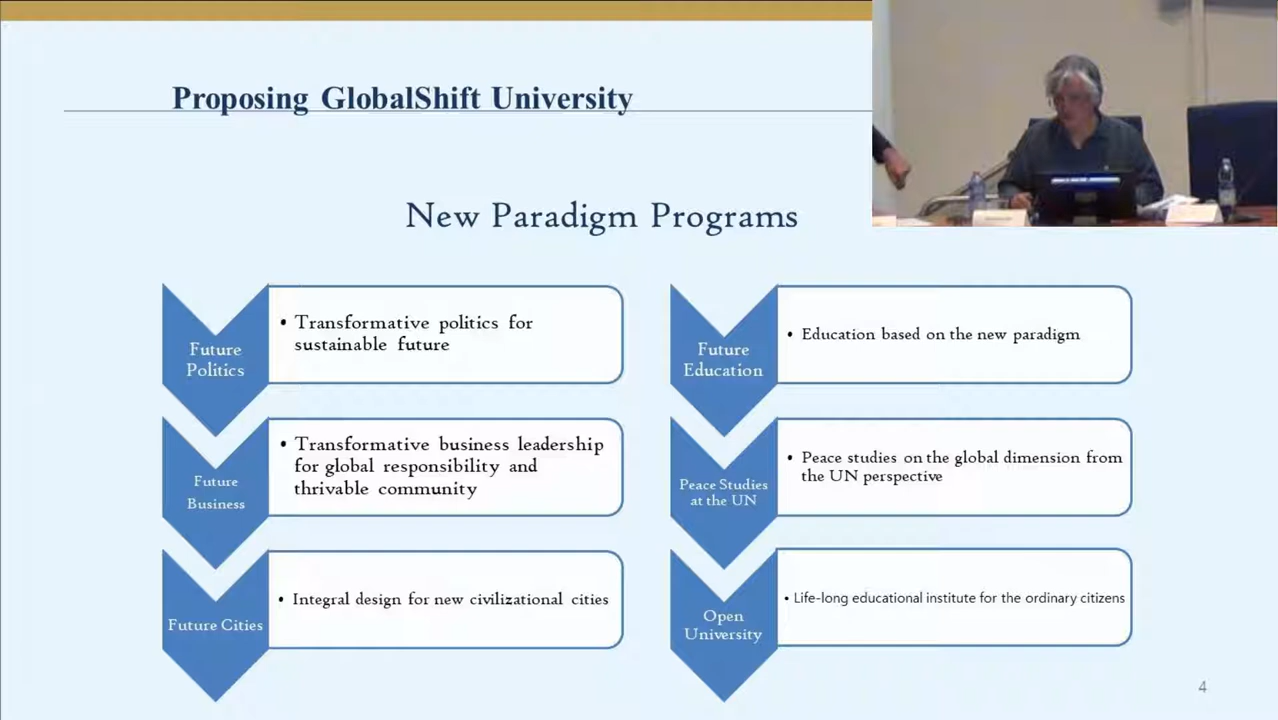 Proposing GlobalShift University
New Paradigm Programs
Future
Politics
• Transformative politics for
sustainable future
Future
Business
• Transformative business leadership
for global responsibility and
thrivable community
Future Cities
• Integral design for new civilizational cities
Future
Education
• Education based on the new paradigm
Peace Studies
at the UN
• Peace studies on the global dimension from
the UN perspective
Open
University
• Life-long educational institute for the ordinary citizens
4